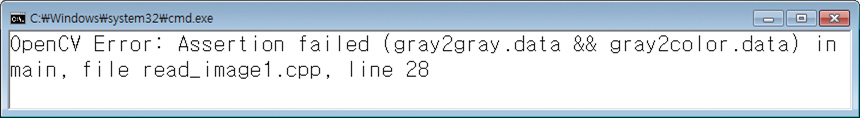 C:₩Windows₩system32₩cmd.exe
OpenCV Error: Assertion failed (gray2gray.data && gray2color.data) in
main, file read_image1.cpp, line 28